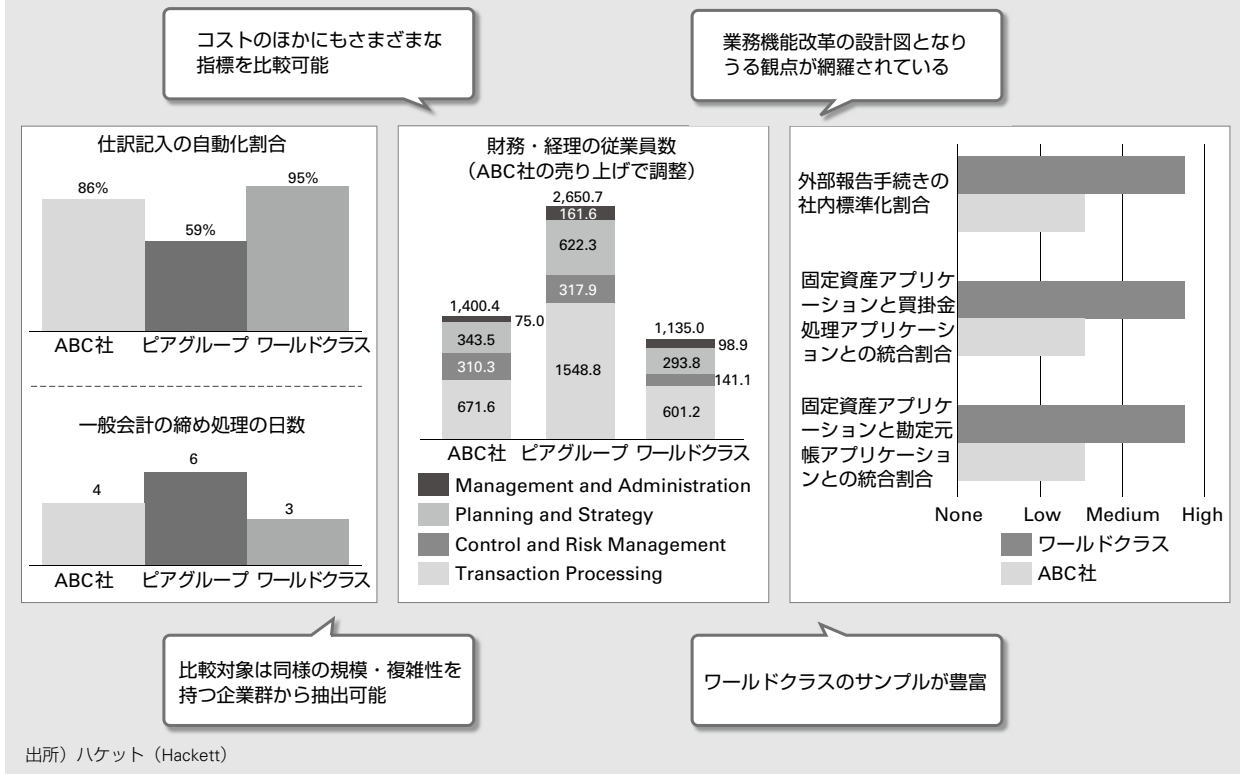 コストのほかにもさまざまな
指標を比較可能
業務機能改革の設計図となり
うる観点が網羅されている
仕訳記入の自動化割合
86%
59%
95%
ABC社 ピアグループ ワールドクラス
一般会計の締め処理の日数
4
6
3
ABC社 ピアグループ ワールドクラス
財務・経理の従業員数
（ABC社の売り上げで調整）
1,400.4
75.0
343.5
310.3
671.6
2,650.7
161.6
622.3
317.9
1548.8
1,135.0
98.9
293.8
141.1
601.2
ABC社 ピアグループ ワールドクラス
Management and Administration
Planning and Strategy
Control and Risk Management
Transaction Processing
外部報告手続きの
社内標準化割合
固定資産アプリケ
ーションと買掛金
処理アプリケーシ
ョンとの統合割合
固定資産アプリケ
ーションと勘定元
帳アプリケーショ
ンとの統合割合
None Low Medium High
ワールドクラス
ABC社
比較対象は同様の規模・複雑性を
持つ企業群から抽出可能
ワールドクラスのサンプルが豊富
出所）ハケット（Hackett）